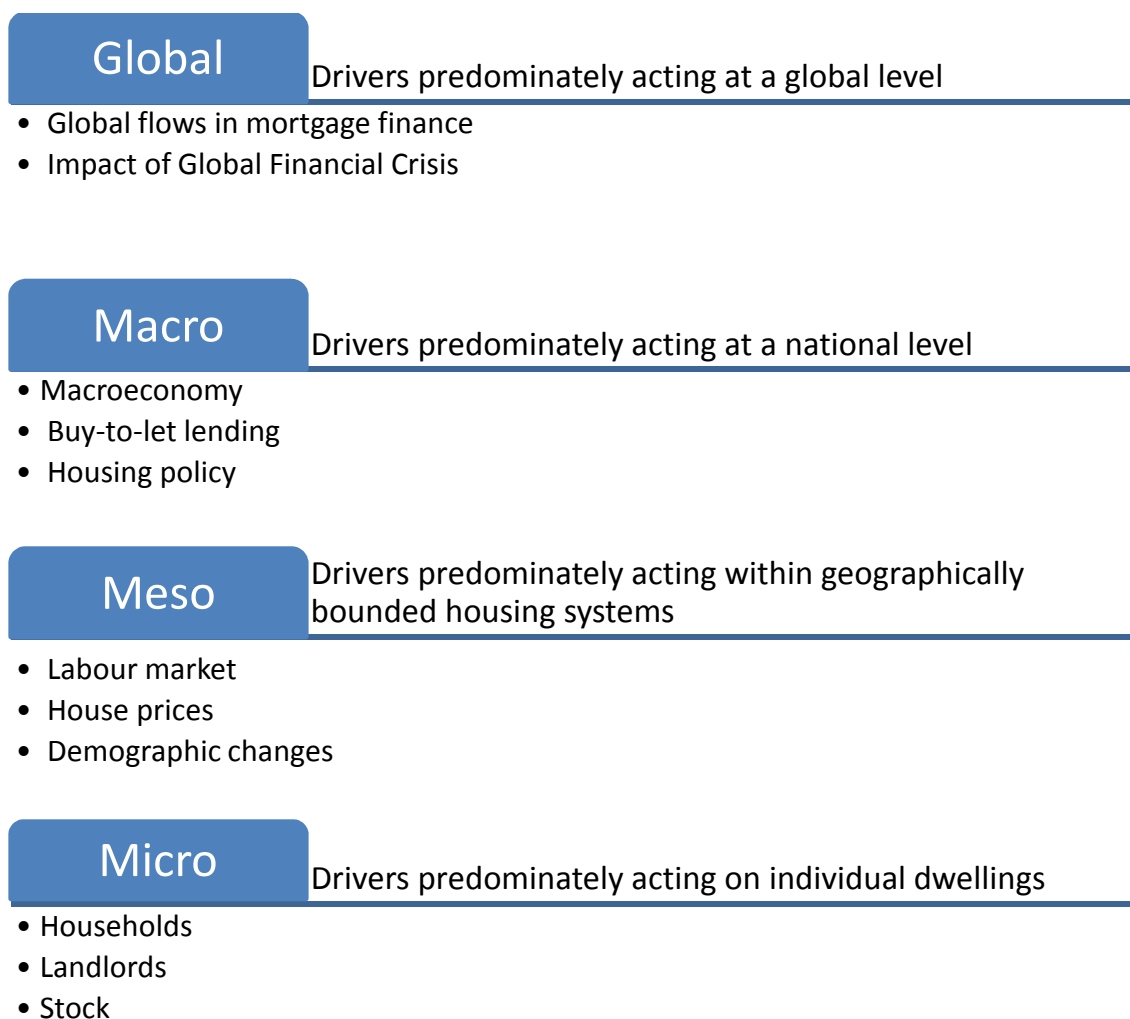 Global
Drivers predominately acting at a global level
• Global flows in mortgage finance
• Impact of Global Financial Crisis
Macro
Drivers predominately acting at a national level
• Macroeconomy
• Buy-to-let lending
• Housing policy
Meso
Drivers predominately acting within geographically
bounded housing systems
• Labour market
• House prices
• Demographic changes
Micro
Drivers predominately acting on individual dwellings
• Households
• Landlords
• Stock